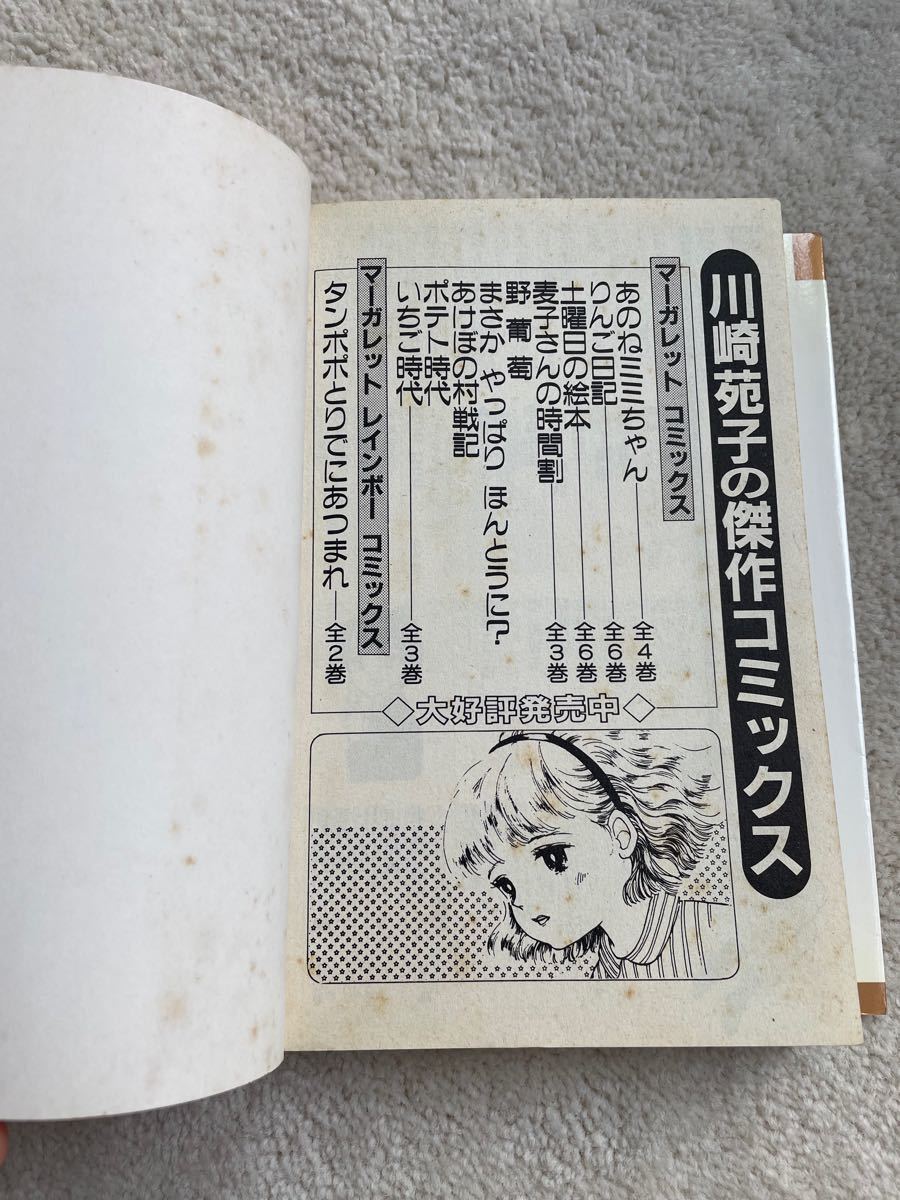 川崎苑子の傑作コミックス
マーガレット コミックス
あのねミミちゃん――全4巻
りんご日記――全6巻
土曜日の絵本――全6巻
麦子さんの時間割――全3巻
野葡萄
まさか やっぱり ほんとうに?
あけぼの村戦記
ポテト時代
いちご時代――全3巻
マーガレット レインボー コミックス
タンポポとりでにあつまれ――全2巻
◇大好評発売中◇